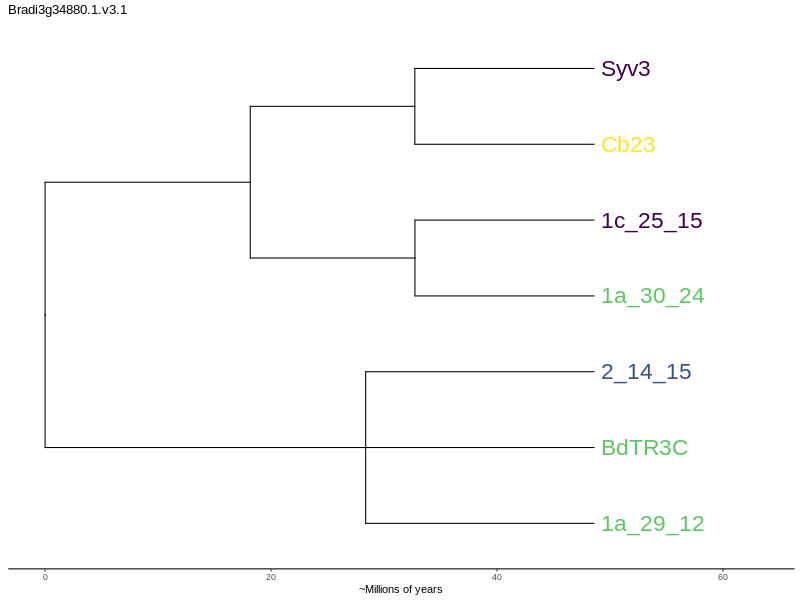 Bradi3g34880.1.v3.1
Syv3
Cb23
1c_25_15
1a_30_24
2_14_15
BdTR3C
1a_29_12
0 20 40 60
~Millions of years